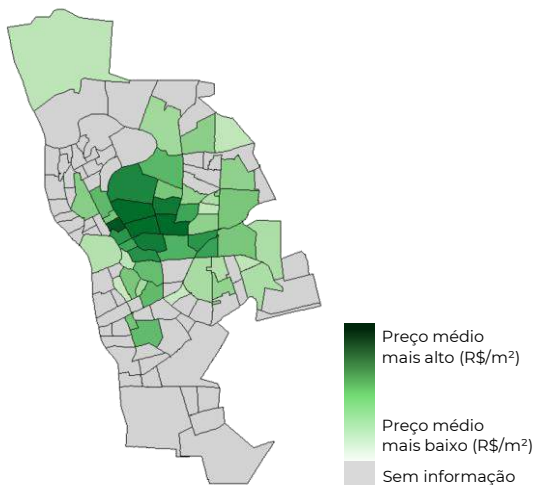 Preço médio
mais alto (R$/m²)
Preço médio
mais baixo (R$/m²)
Sem informação